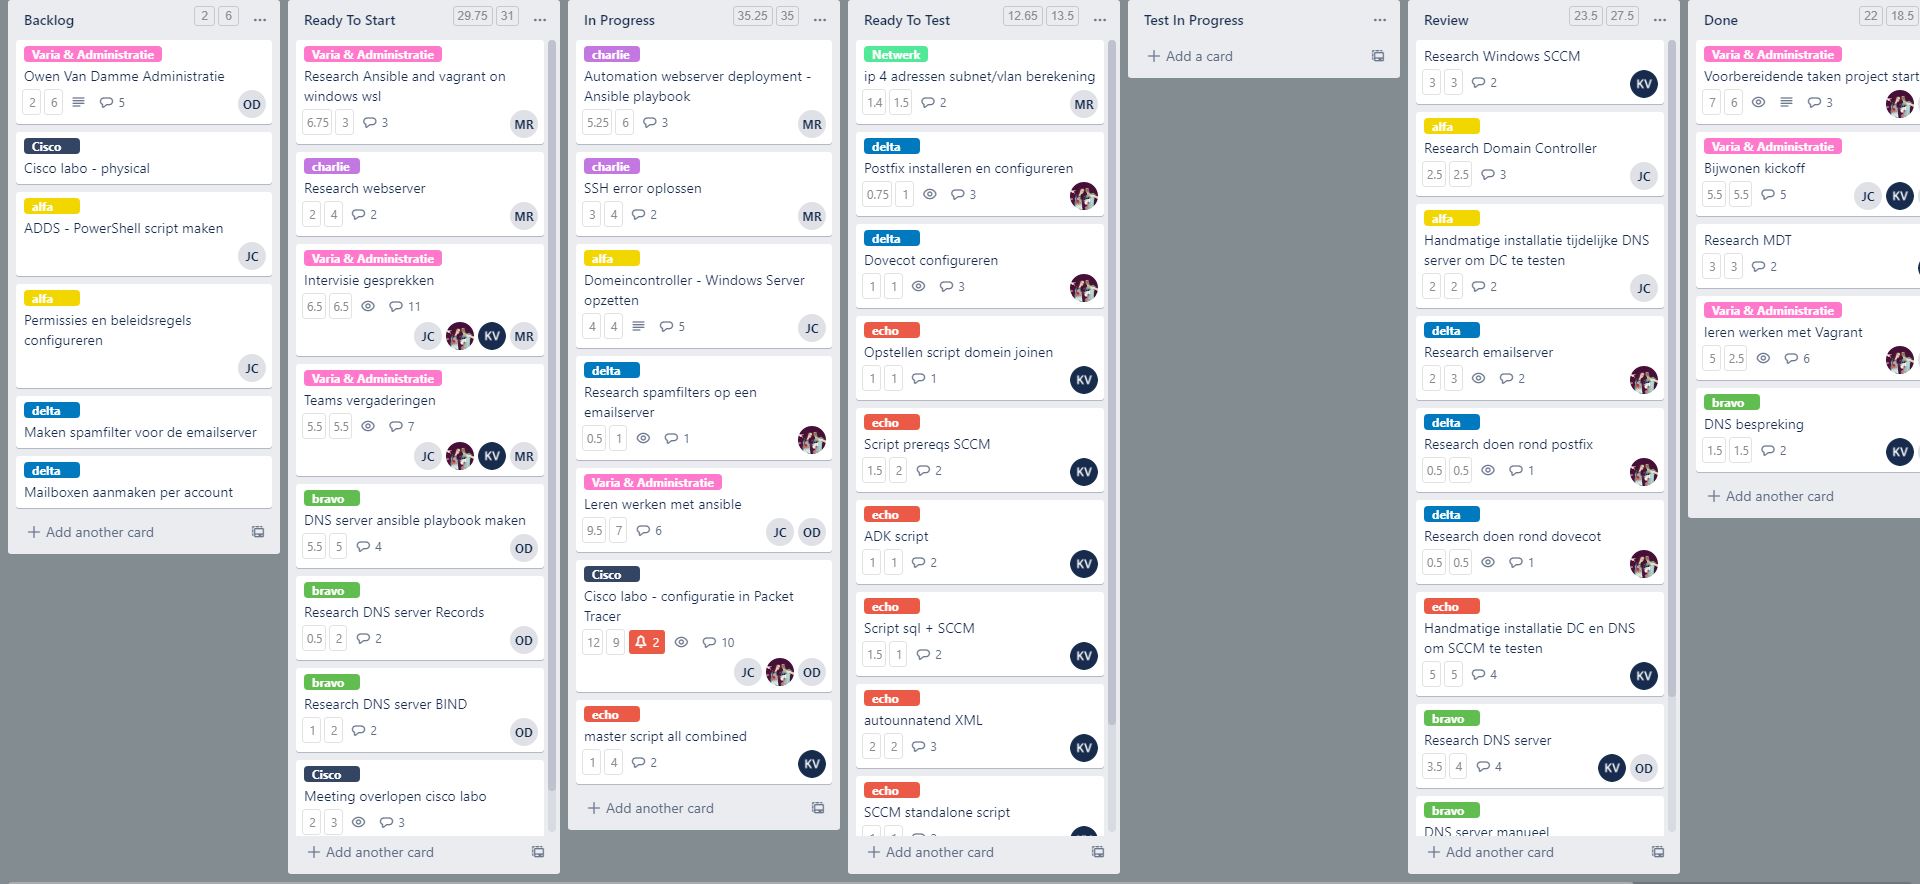 Backlog
2 6
Varia & Administratie
Owen Van Damme Administratie
2 6 5
OD
Cisco
Cisco labo - physical
alfa
ADDS - PowerShell script maken
JC
alfa
Permissies en beleidsregels
configureren
JC
delta
Maken spamfilter voor de emailserver
delta
Mailboxen aanmaken per account
Add another card
Ready To Start
29.75 31
Varia & Administratie
Research Ansible and vagrant on
windows wsl
6.75 3 3
MR
charlie
Research webserver
2 4 2
MR
Varia & Administratie
Intervisie gesprekken
6.5 6.5 11
JC KV MR
Varia & Administratie
Teams vergaderingen
5.5 5.5 7
JC KV MR
bravo
DNS server ansible playbook maken
5.5 5 4
OD
bravo
Research DNS server Records
0.5 2 2
OD
bravo
Research DNS server BIND
1 2 2
OD
Cisco
Meeting overlopen cisco labo
2 3 3
Add another card
In Progress
35.25 35
charlie
Automation webserver deployment -
Ansible playbook
5.25 6 3
MR
charlie
SSH error oplossen
3 4 2
MR
alfa
Domeincontroller - Windows Server
opzetten
4 4 5
JC
delta
Research spamfilters op een
emailserver
0.5 1 1
Varia & Administratie
Leren werken met ansible
9.5 7 6
JC OD
Cisco
Cisco labo - configuratie in Packet
Tracer
12 9 2 10
JC OD
echo
master script all combined
1 4 2
KV
Add another card
Ready To Test
12.65 13.5
Netwerk
ip 4 adressen subnet/vlan berekening
1.4 1.5 2
MR
delta
Postfix installeren en configureren
0.75 1 3
delta
Dovecot configureren
1 1 3
echo
Opstellen script domein joinen
1 1 1
KV
echo
Script prereqs SCCM
1.5 2 2
KV
echo
ADK script
1 1 2
KV
echo
Script sql + SCCM
1.5 1 2
KV
echo
autounnatend XML
2 2 3
KV
echo
SCCM standalone script
Add another card
Test In Progress
Add a card
Review
23.5 27.5
Research Windows SCCM
3 3 2
KV
alfa
Research Domain Controller
2.5 2.5 3
JC
alfa
Handmatige installatie tijdelijke DNS
server om DC te testen
2 2 2
JC
delta
Research emailserver
2 3 2
delta
Research doen rond postfix
0.5 0.5 1
delta
Research doen rond dovecot
0.5 0.5 1
echo
Handmatige installatie DC en DNS
om SCCM te testen
5 5 4
KV
bravo
Research DNS server
3.5 4 4
KV OD
bravo
DNS server manueel
Add another card
Done
22 18.5
Varia & Administratie
Voorbereidende taken project start
7 6 3
Varia & Administratie
Bijwonen kickoff
5.5 5.5 5
JC KV
Research MDT
3 3 2
Varia & Administratie
leren werken met Vagrant
5 2.5 6
bravo
DNS bespreking
1.5 1.5 2
KV
Add another card